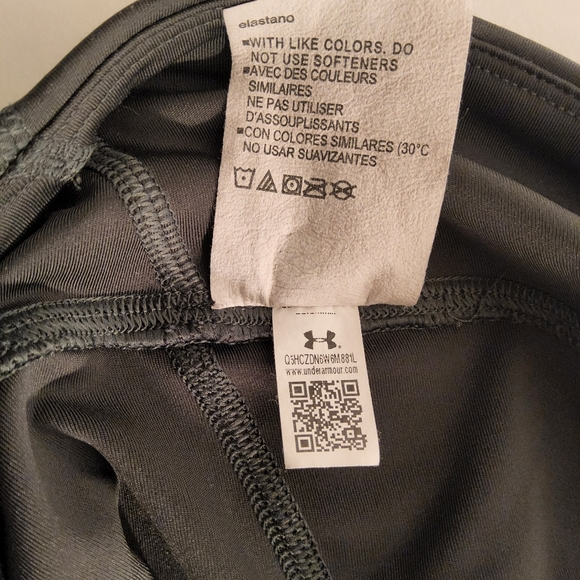 elastano
▪WITH LIKE COLORS. DO
NOT USE SOFTENERS
▪AVEC DES COULEURS
SIMILAIRES
NE PAS UTILISER
D'ASSOUPLISSANTS
▪CON COLORES SIMILARES (30°C
NO USAR SUAVIZANTES
Q5HCZDN6W6M881L
www.underarmour.com